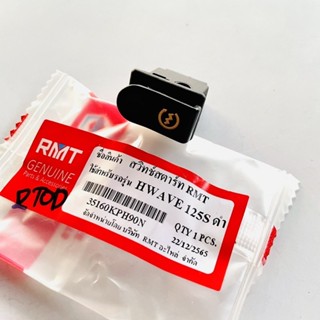 RMT
GENUINE
RTOD
ชื่อสินค้า สวิทช์สตาร์ท RMT
ใช้สำหรับรถรุ่น HWAVE 125S ดำ
35160KPH90N
QTY 1 PCS.
22/12/2565
จัดจำหน่ายโดย บริษัท RMT อะไหล่ จำกัด